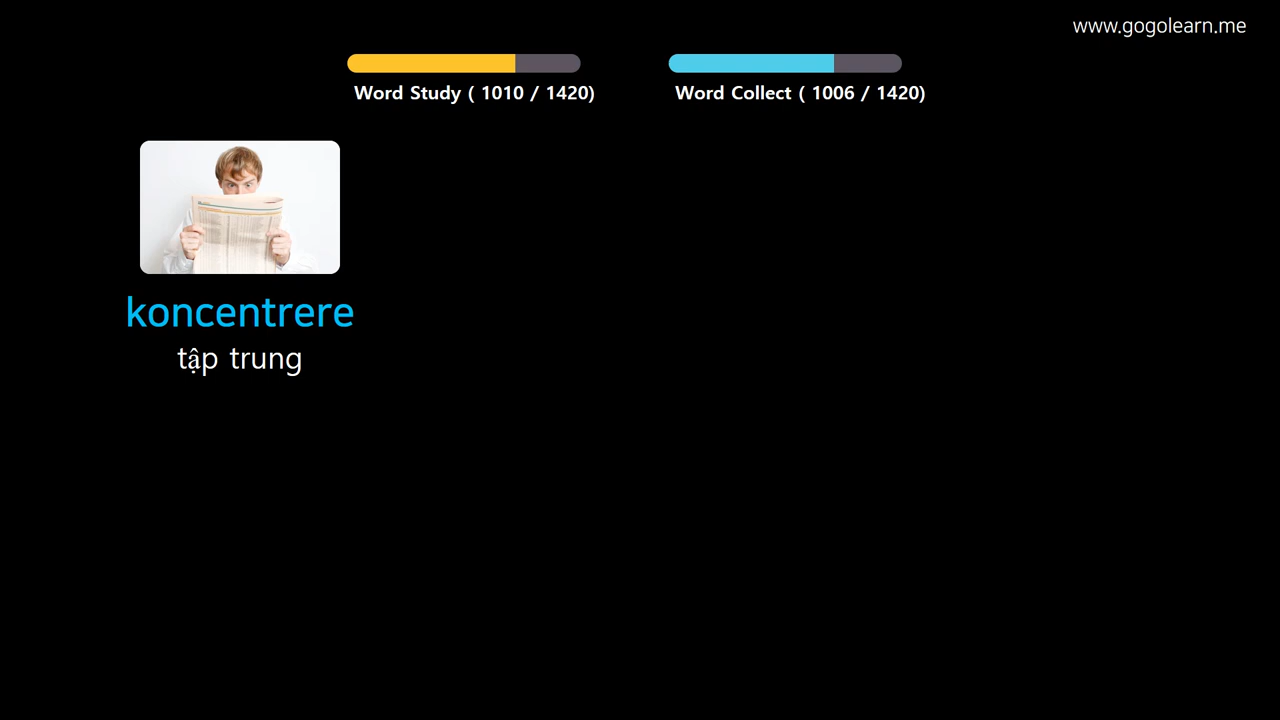 www.gogolearn.me
Word Study ( 1010 / 1420)
Word Collect ( 1006 / 1420)
koncentrere
tập trung